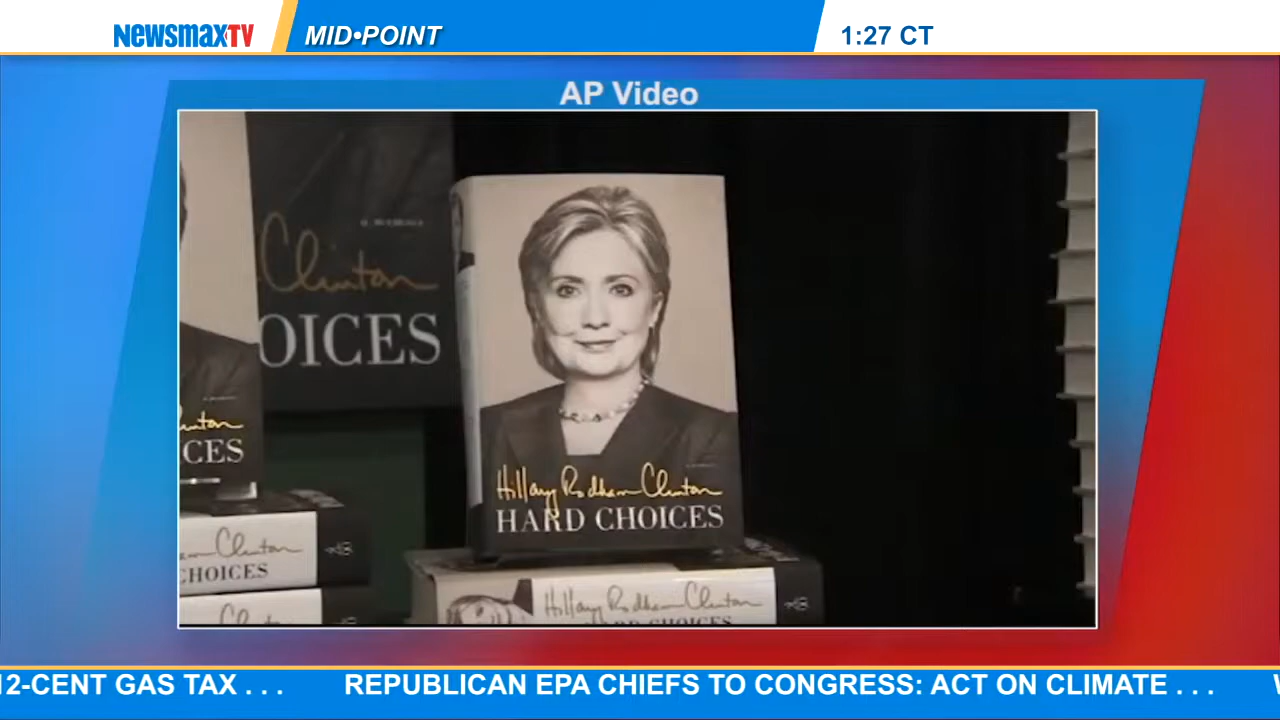 NEWSMAXTV
MID•POINT
1:27 CT
AP Video
Clinton
OICES
CES
Hillary Rodham Clinton
HARD CHOICES
Clinton
CHOICES
Hillary Rodham Clinton
12-CENT GAS TAX . . .
REPUBLICAN EPA CHIEFS TO CONGRESS: ACT ON CLIMATE . . .